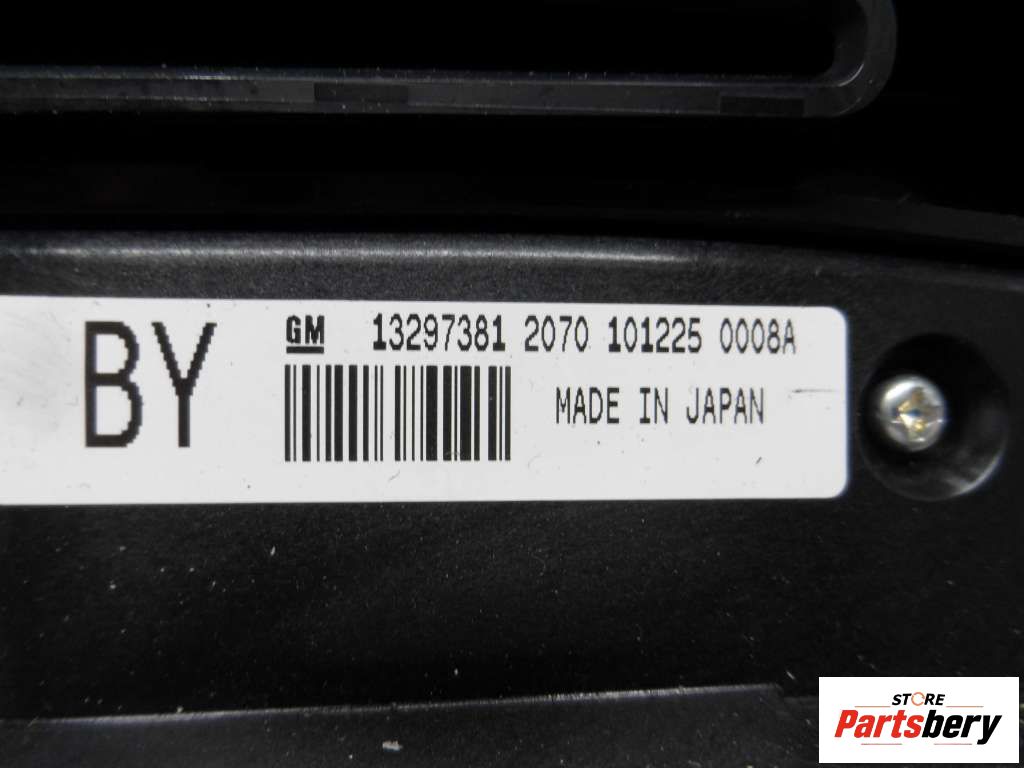 BY
GM 13297381 2070 101225 0008A
MADE IN JAPAN
STORE
Partsbery